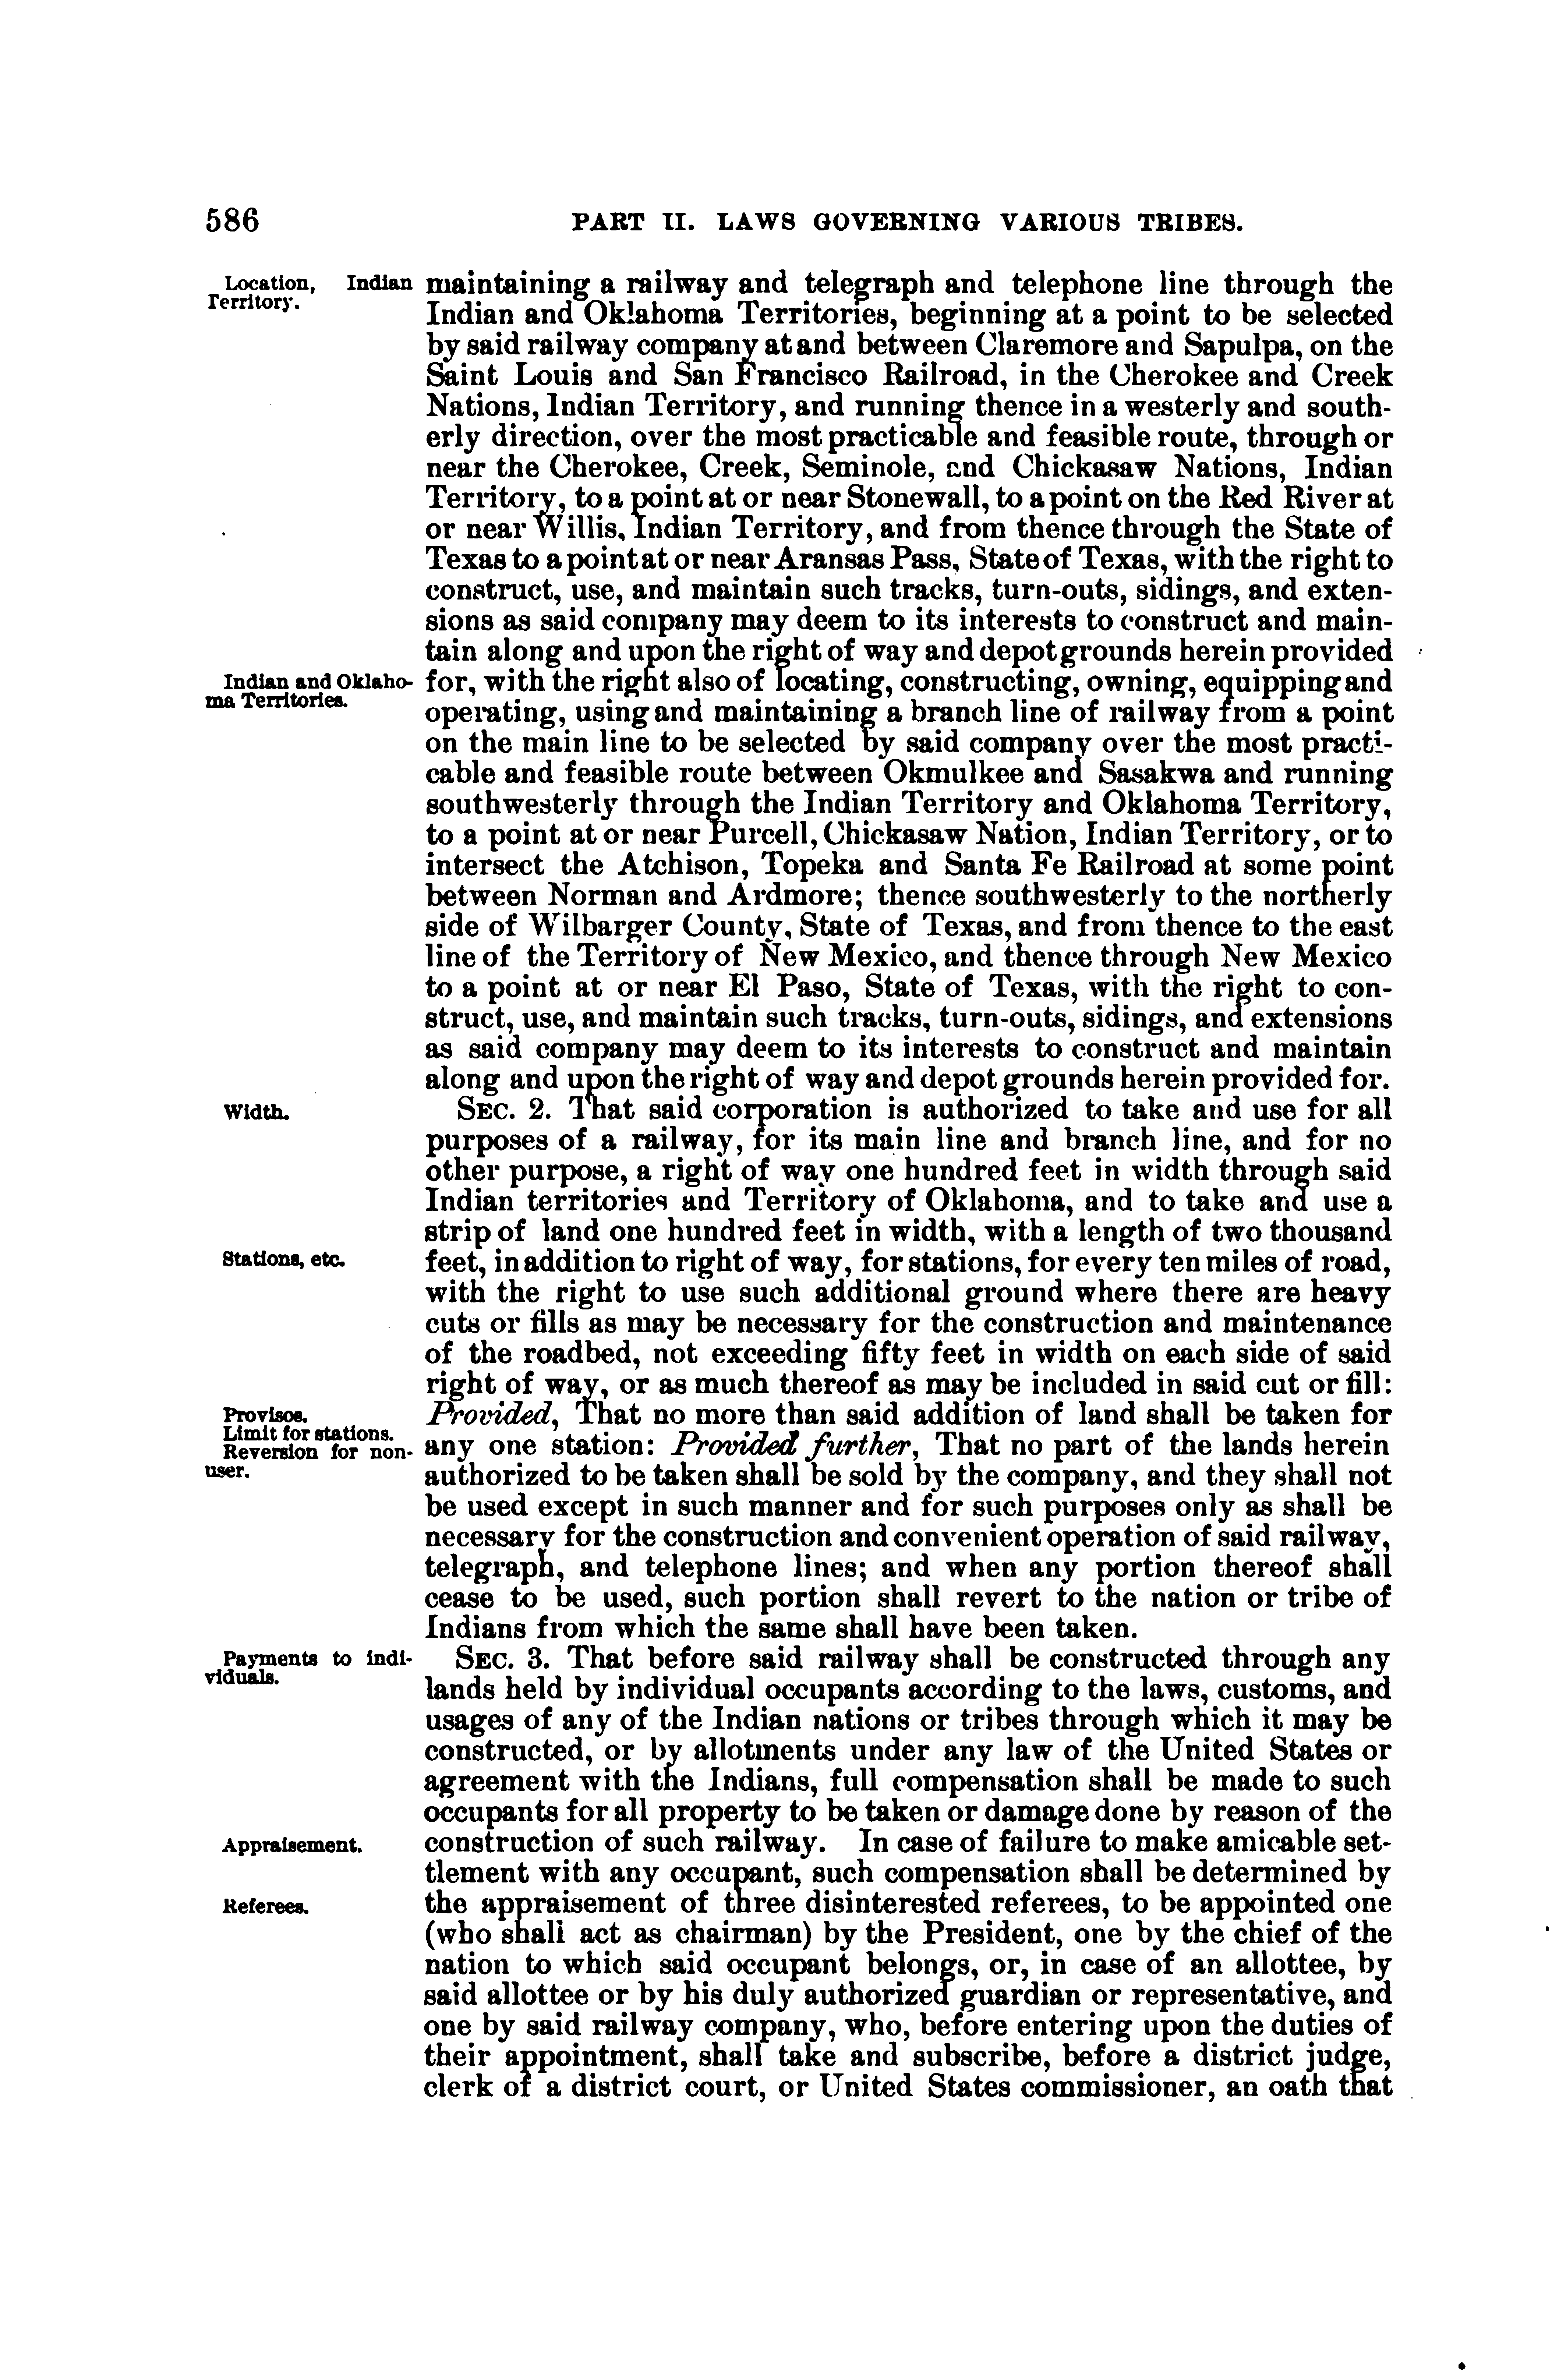 586 PART II. LAWS GOVERNING VARIOUS TRIBES.
Location, Indian
Territory.
maintaining a railway and telegraph and telephone line through the
Indian and Oklahoma Territories, beginning at a point to be selected
by said railway company at and between Claremore and Sapulpa, on the
Saint Louis and San Francisco Railroad, in the Cherokee and Creek
Nations, Indian Territory, and running thence in a westerly and south-
erly direction, over the most practicable and feasible route, through or
near the Cherokee, Creek, Seminole, and Chickasaw Nations, Indian
Territory, to a point at or near Stonewall, to a point on the Red River at
or near Willis, Indian Territory, and from thence through the State of
Texas to a point at or near Aransas Pass, State of Texas, with the right to
construct, use, and maintain such tracks, turn-outs, sidings, and exten-
sions as said company may deem to its interests to construct and main-
tain along and upon the right of way and depot grounds herein provided
Indian and Oklaho-
ma Territories.
for, with the right also of locating, constructing, owning, equipping and
operating, using and maintaining a branch line of railway from a point
on the main line to be selected by said company over the most practi-
cable and feasible route between Okmulkee and Sasakwa and running
southwesterly through the Indian Territory and Oklahoma Territory,
to a point at or near Purcell, Chickasaw Nation, Indian Territory, or to
intersect the Atchison, Topeka and Santa Fe Railroad at some point
between Norman and Ardmore; thence southwesterly to the northerly
side of Wilbarger County, State of Texas, and from thence to the east
line of the Territory of New Mexico, and thence through New Mexico
to a point at or near El Paso, State of Texas, with the right to con-
struct, use, and maintain such tracks, turn-outs, sidings, and extensions
as said company may deem to its interests to construct and maintain
along and upon the right of way and depot grounds herein provided for.
Width.
SEC. 2. That said corporation is authorized to take and use for all
purposes of a railway, for its main line and branch line, and for no
other purpose, a right of way one hundred feet in width through said
Indian territories and Territory of Oklahoma, and to take and use a
strip of land one hundred feet in width, with a length of two thousand
Stations, etc.
feet, in addition to right of way, for stations, for every ten miles of road,
with the right to use such additional ground where there are heavy
cuts or fills as may be necessary for the construction and maintenance
of the roadbed, not exceeding fifty feet in width on each side of said
right of way, or as much thereof as may be included in said cut or fill:
Provisos.
Limit for stations.
Reversion for non-
user.
Provided, That no more than said addition of land shall be taken for
any one station: Provided further, That no part of the lands herein
authorized to be taken shall be sold by the company, and they shall not
be used except in such manner and for such purposes only as shall be
necessary for the construction and convenient operation of said railway,
telegraph, and telephone lines; and when any portion thereof shall
cease to be used, such portion shall revert to the nation or tribe of
Indians from which the same shall have been taken.
Payments to indi-
viduals.
SEC. 3. That before said railway shall be constructed through any
lands held by individual occupants according to the laws, customs, and
usages of any of the Indian nations or tribes through which it may be
constructed, or by allotments under any law of the United States or
agreement with the Indians, full compensation shall be made to such
occupants for all property to be taken or damage done by reason of the
Appraisement.
construction of such railway. In case of failure to make amicable set-
tlement with any occupant, such compensation shall be determined by
Referees.
the appraisement of three disinterested referees, to be appointed one
(who shall act as chairman) by the President, one by the chief of the
nation to which said occupant belongs, or, in case of an allottee, by
said allottee or by his duly authorized guardian or representative, and
one by said railway company, who, before entering upon the duties of
their appointment, shall take and subscribe, before a district judge,
clerk of a district court, or United States commissioner, an oath that